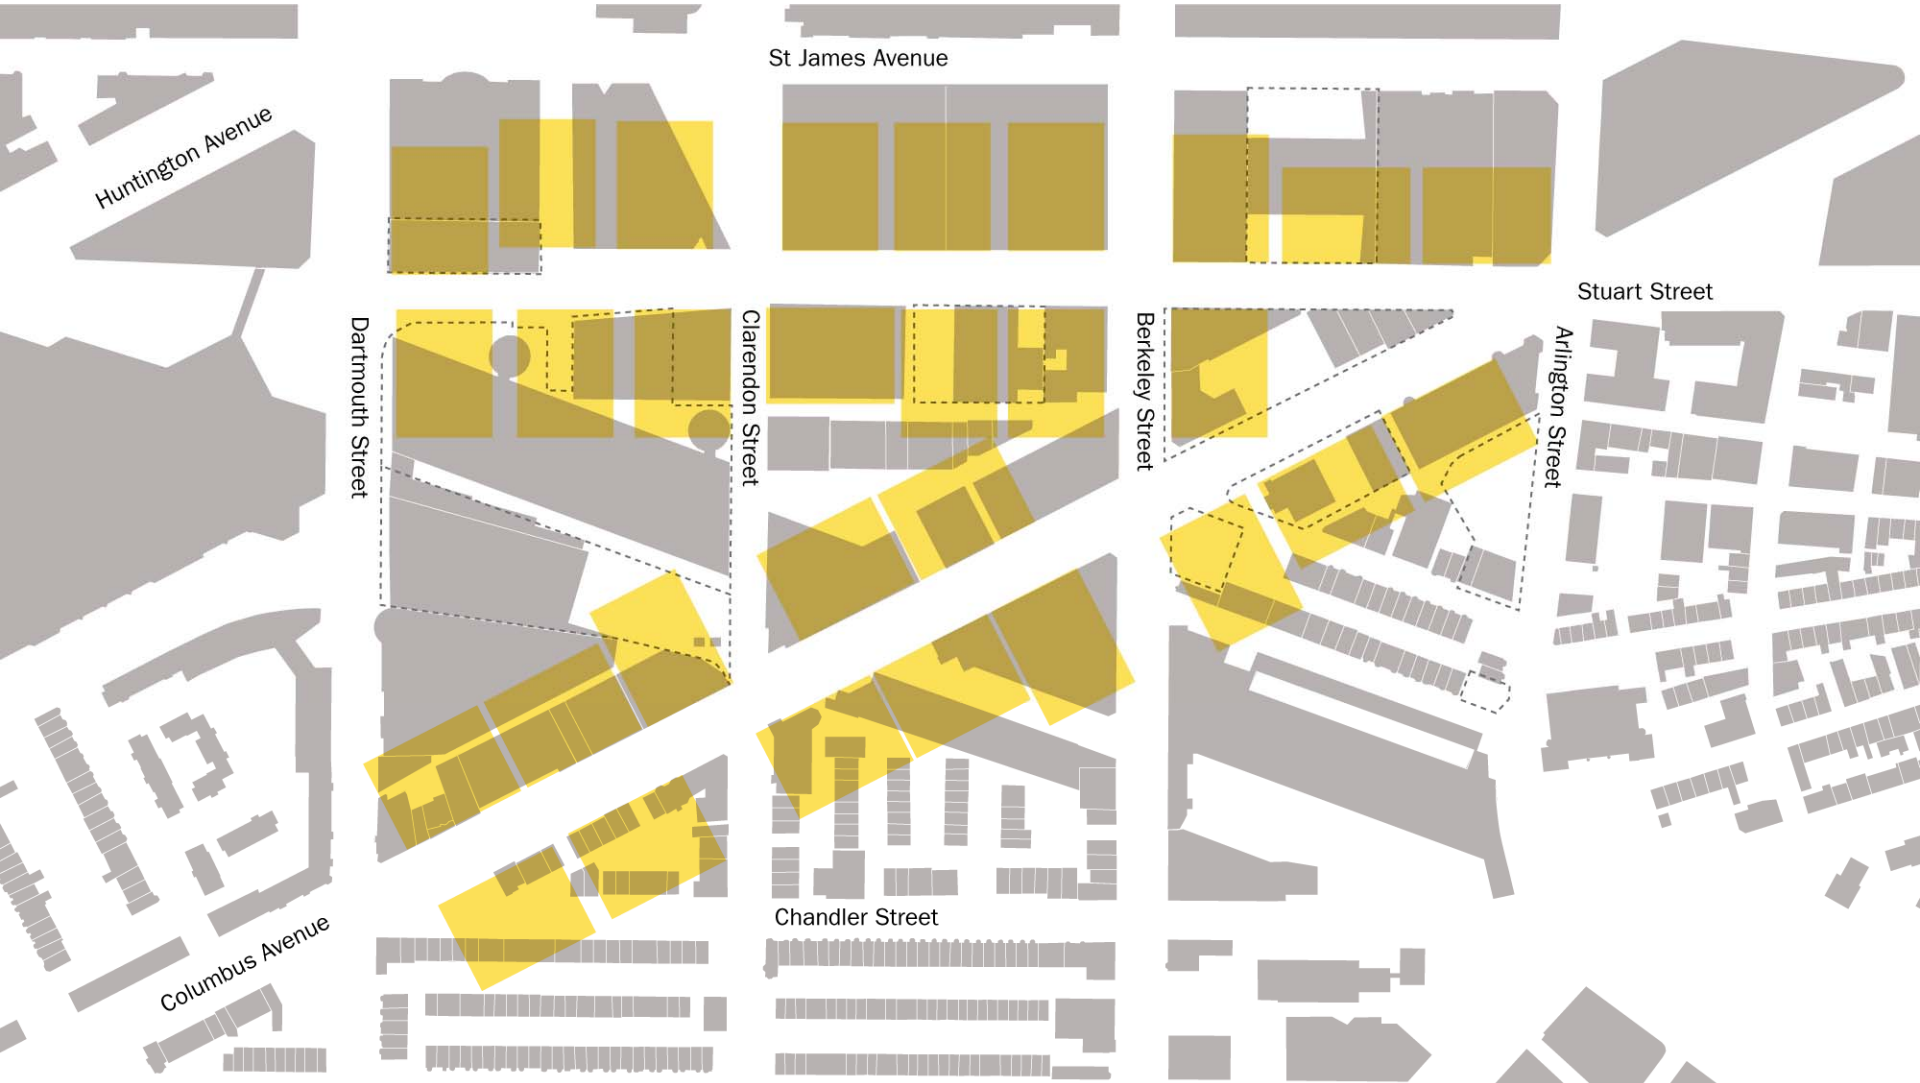 St James Avenue
Huntington Avenue
Stuart Street
Dartmouth Street
Clarendon Street
Berkeley Street
Arlington Street
Chandler Street
Columbus Avenue